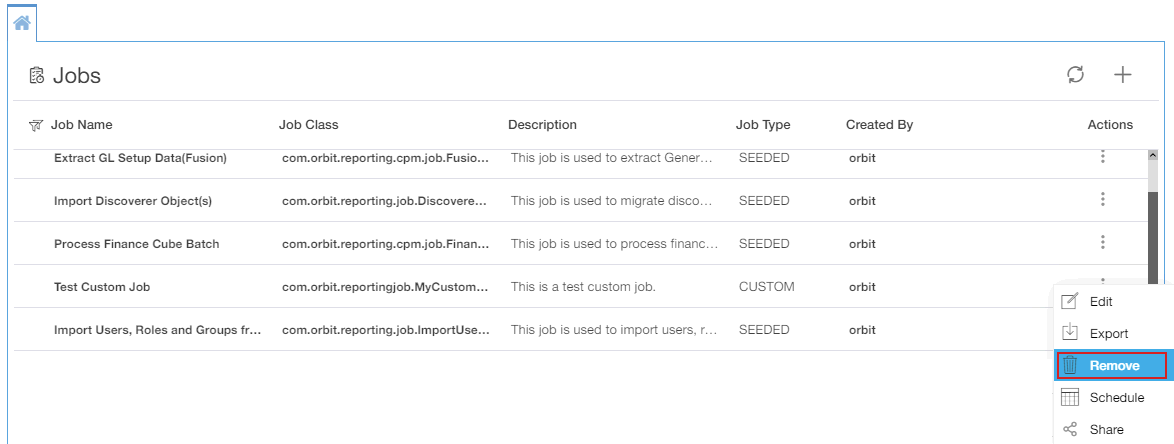 Jobs
Job Name Job Class Description Job Type Created By Actions
Extract GL Setup Data(Fusion) com.orbit.reporting.cpm.job.Fusio... This job is used to extract Gener... SEEDED orbit
Import Discoverer Object(s) com.orbit.reporting.job.Discovere... This job is used to migrate disco... SEEDED orbit
Process Finance Cube Batch com.orbit.reporting.cpm.job.Finan... This job is used to process financ... SEEDED orbit
Test Custom Job com.orbit.reportingjob.MyCustom... This is a test custom job. CUSTOM orbit
Edit
Import Users, Roles and Groups fr... com.orbit.reporting.job.ImportUse... This job is used to import users, r... SEEDED orbit
Export
Remove
Schedule
Share